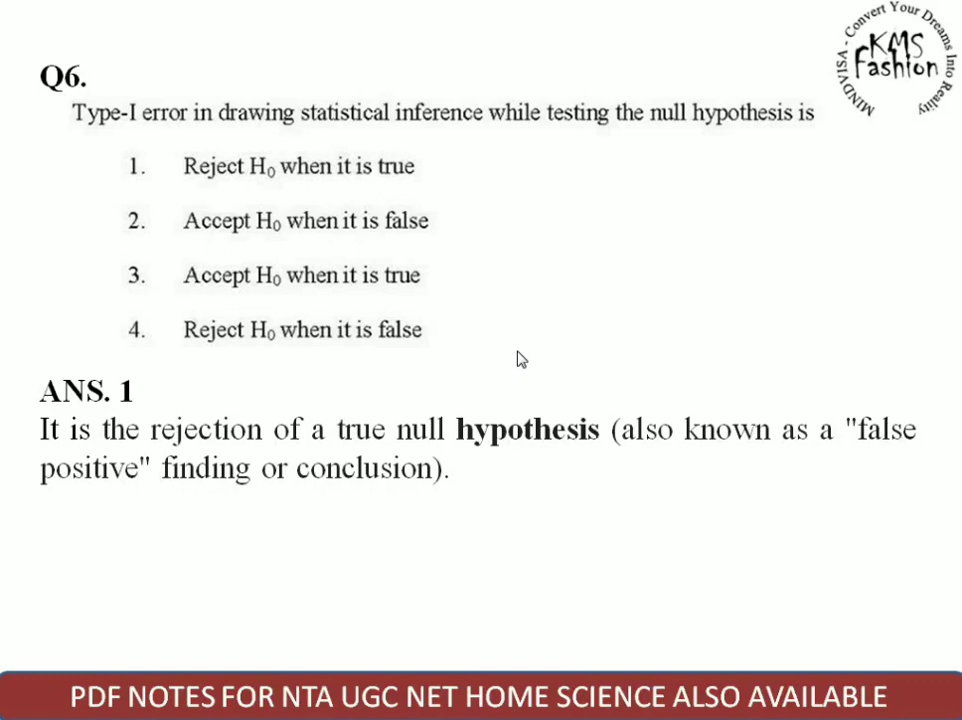 MINDVISA - Convert Your Dreams Into Reality
KMS
Fashion
Q6.
Type-I error in drawing statistical inference while testing the null hypothesis is
1. Reject H₀ when it is true
2. Accept H₀ when it is false
3. Accept H₀ when it is true
4. Reject H₀ when it is false
ANS. 1
It is the rejection of a true null hypothesis (also known as a "false
positive" finding or conclusion).
PDF NOTES FOR NTA UGC NET HOME SCIENCE ALSO AVAILABLE